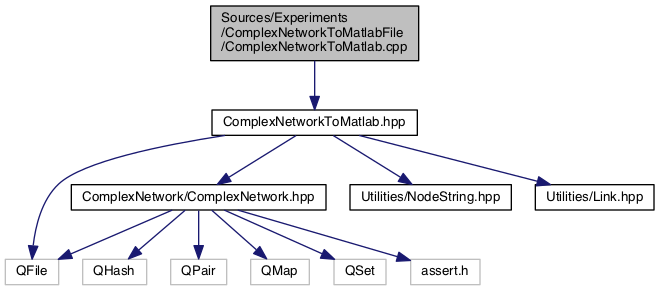 Sources/Experiments
/ComplexNetworkToMatlabFile
/ComplexNetworkToMatlab.cpp
ComplexNetworkToMatlab.hpp
ComplexNetwork/ComplexNetwork.hpp
Utilities/NodeString.hpp
Utilities/Link.hpp
QFile
QHash
QPair
QMap
QSet
assert.h